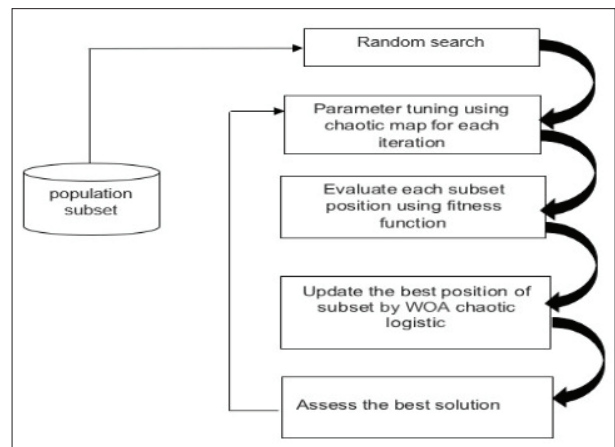 Random search
Parameter tuning using
chaotic map for each
iteration
population
subset
Evaluate each subset
position using fitness
function
Update the best position of
subset by WOA chaotic
logistic
Assess the best solution